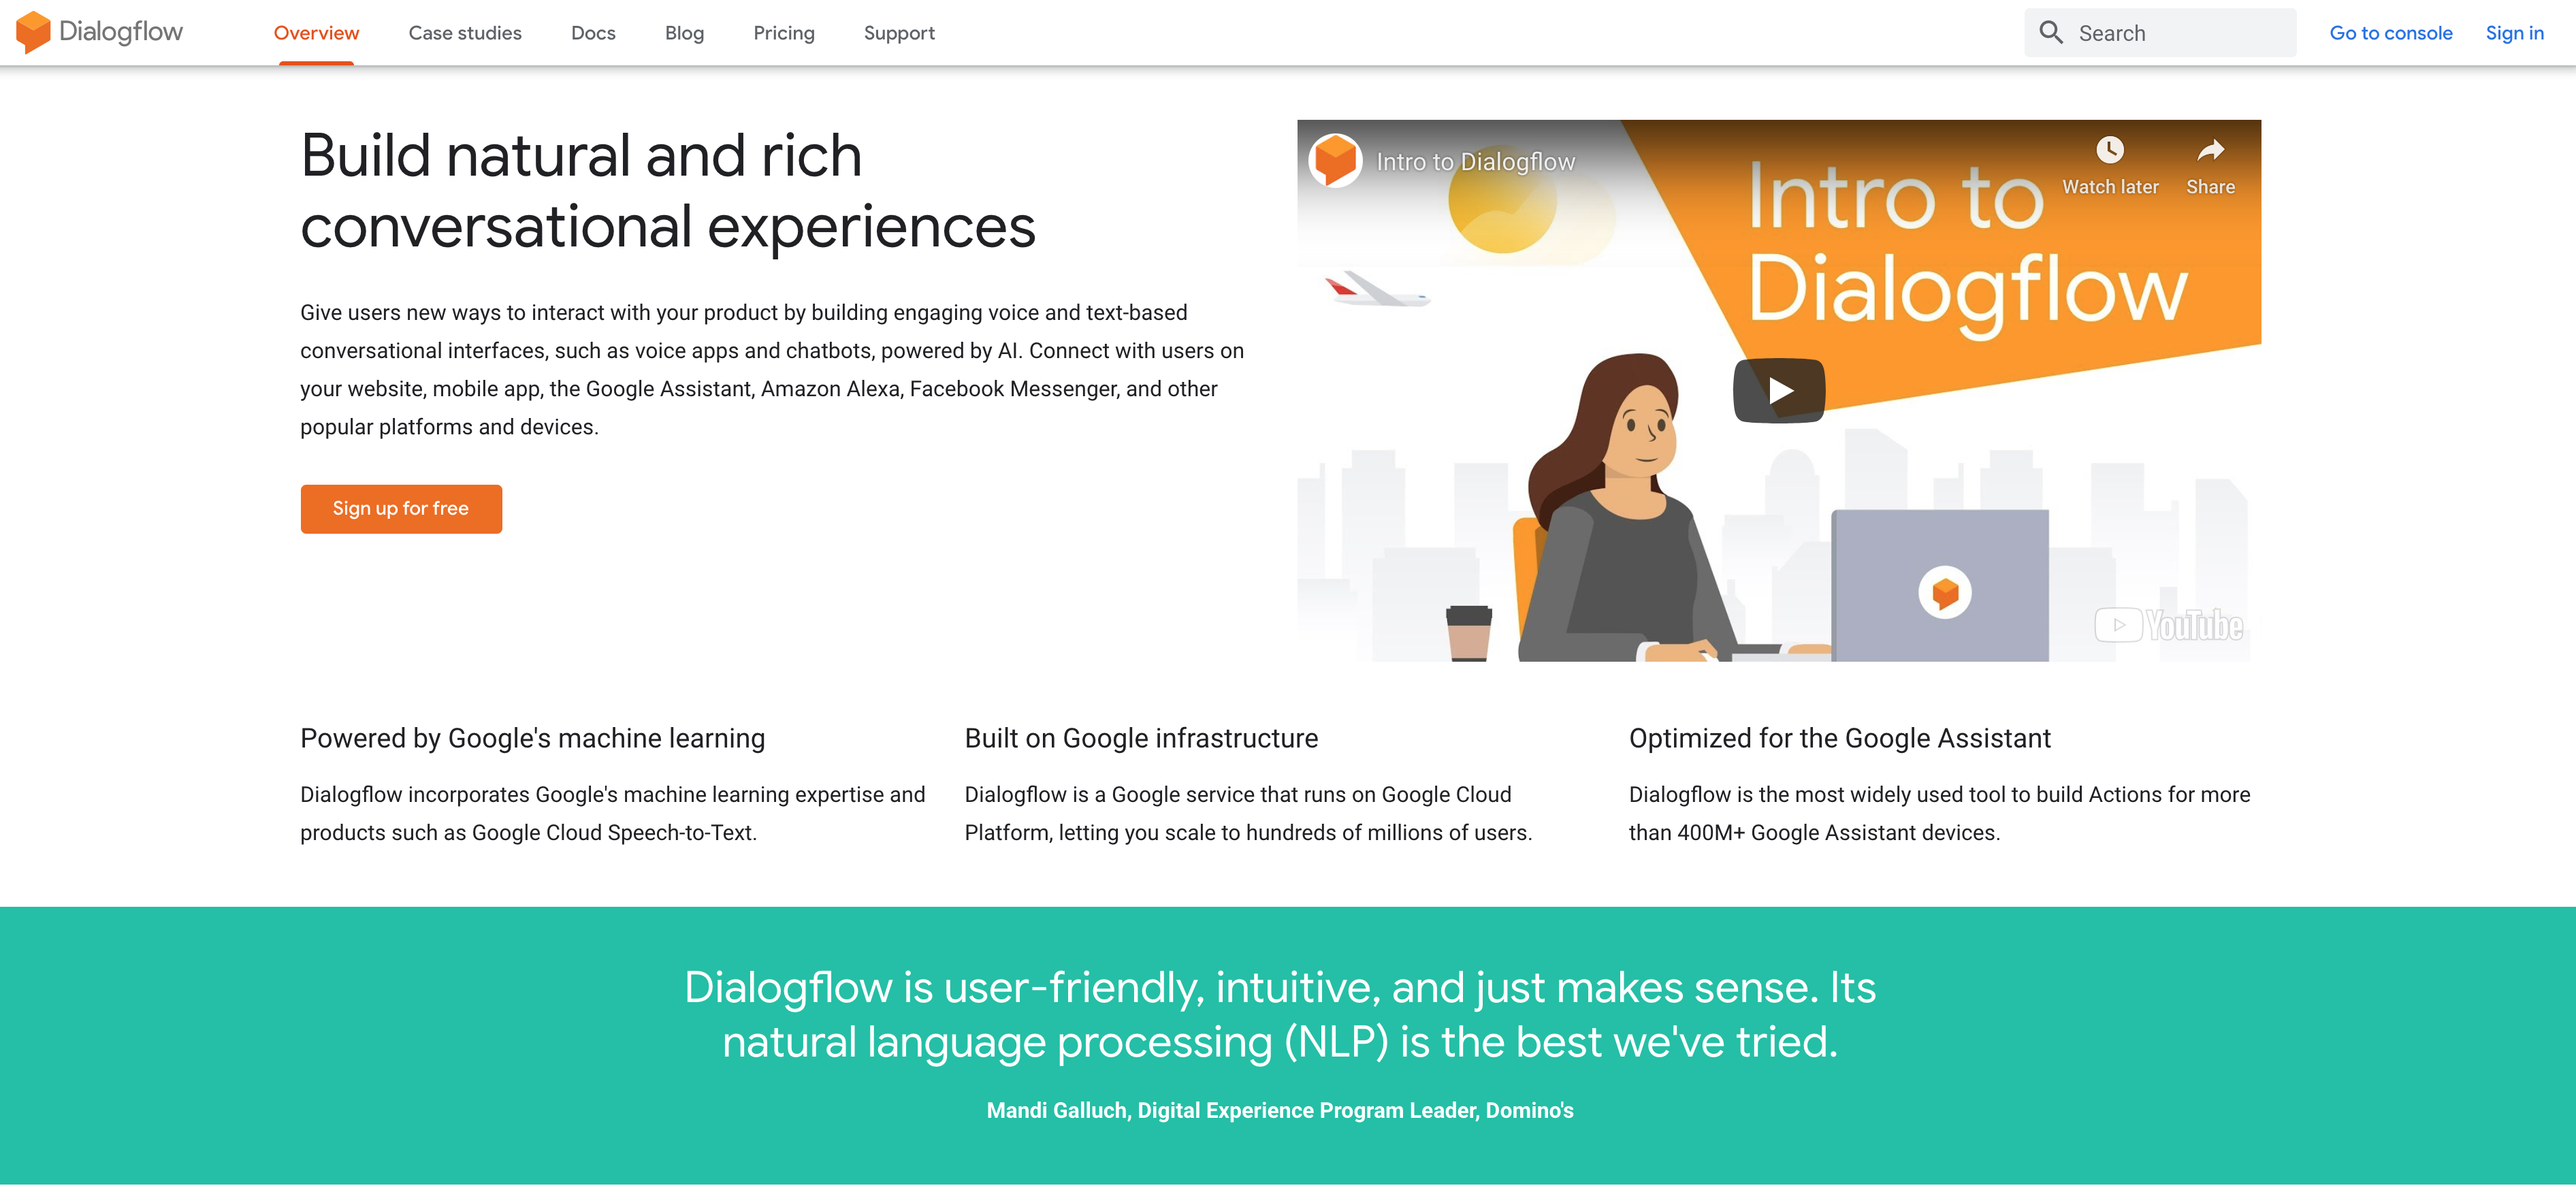 Dialogflow
Overview
Case studies
Docs
Blog
Pricing
Support
Search
Go to console
Sign in
Build natural and rich
conversational experiences
Give users new ways to interact with your product by building engaging voice and text-based
conversational interfaces, such as voice apps and chatbots, powered by AI. Connect with users on
your website, mobile app, the Google Assistant, Amazon Alexa, Facebook Messenger, and other
popular platforms and devices.
Sign up for free
Intro to Dialogflow
Watch later
Share
Intro to
Dialogflow
YouTube
Powered by Google's machine learning
Dialogflow incorporates Google's machine learning expertise and
products such as Google Cloud Speech-to-Text.
Built on Google infrastructure
Dialogflow is a Google service that runs on Google Cloud
Platform, letting you scale to hundreds of millions of users.
Optimized for the Google Assistant
Dialogflow is the most widely used tool to build Actions for more
than 400M+ Google Assistant devices.
Dialogflow is user-friendly, intuitive, and just makes sense. Its
natural language processing (NLP) is the best we've tried.
Mandi Galluch, Digital Experience Program Leader, Domino's